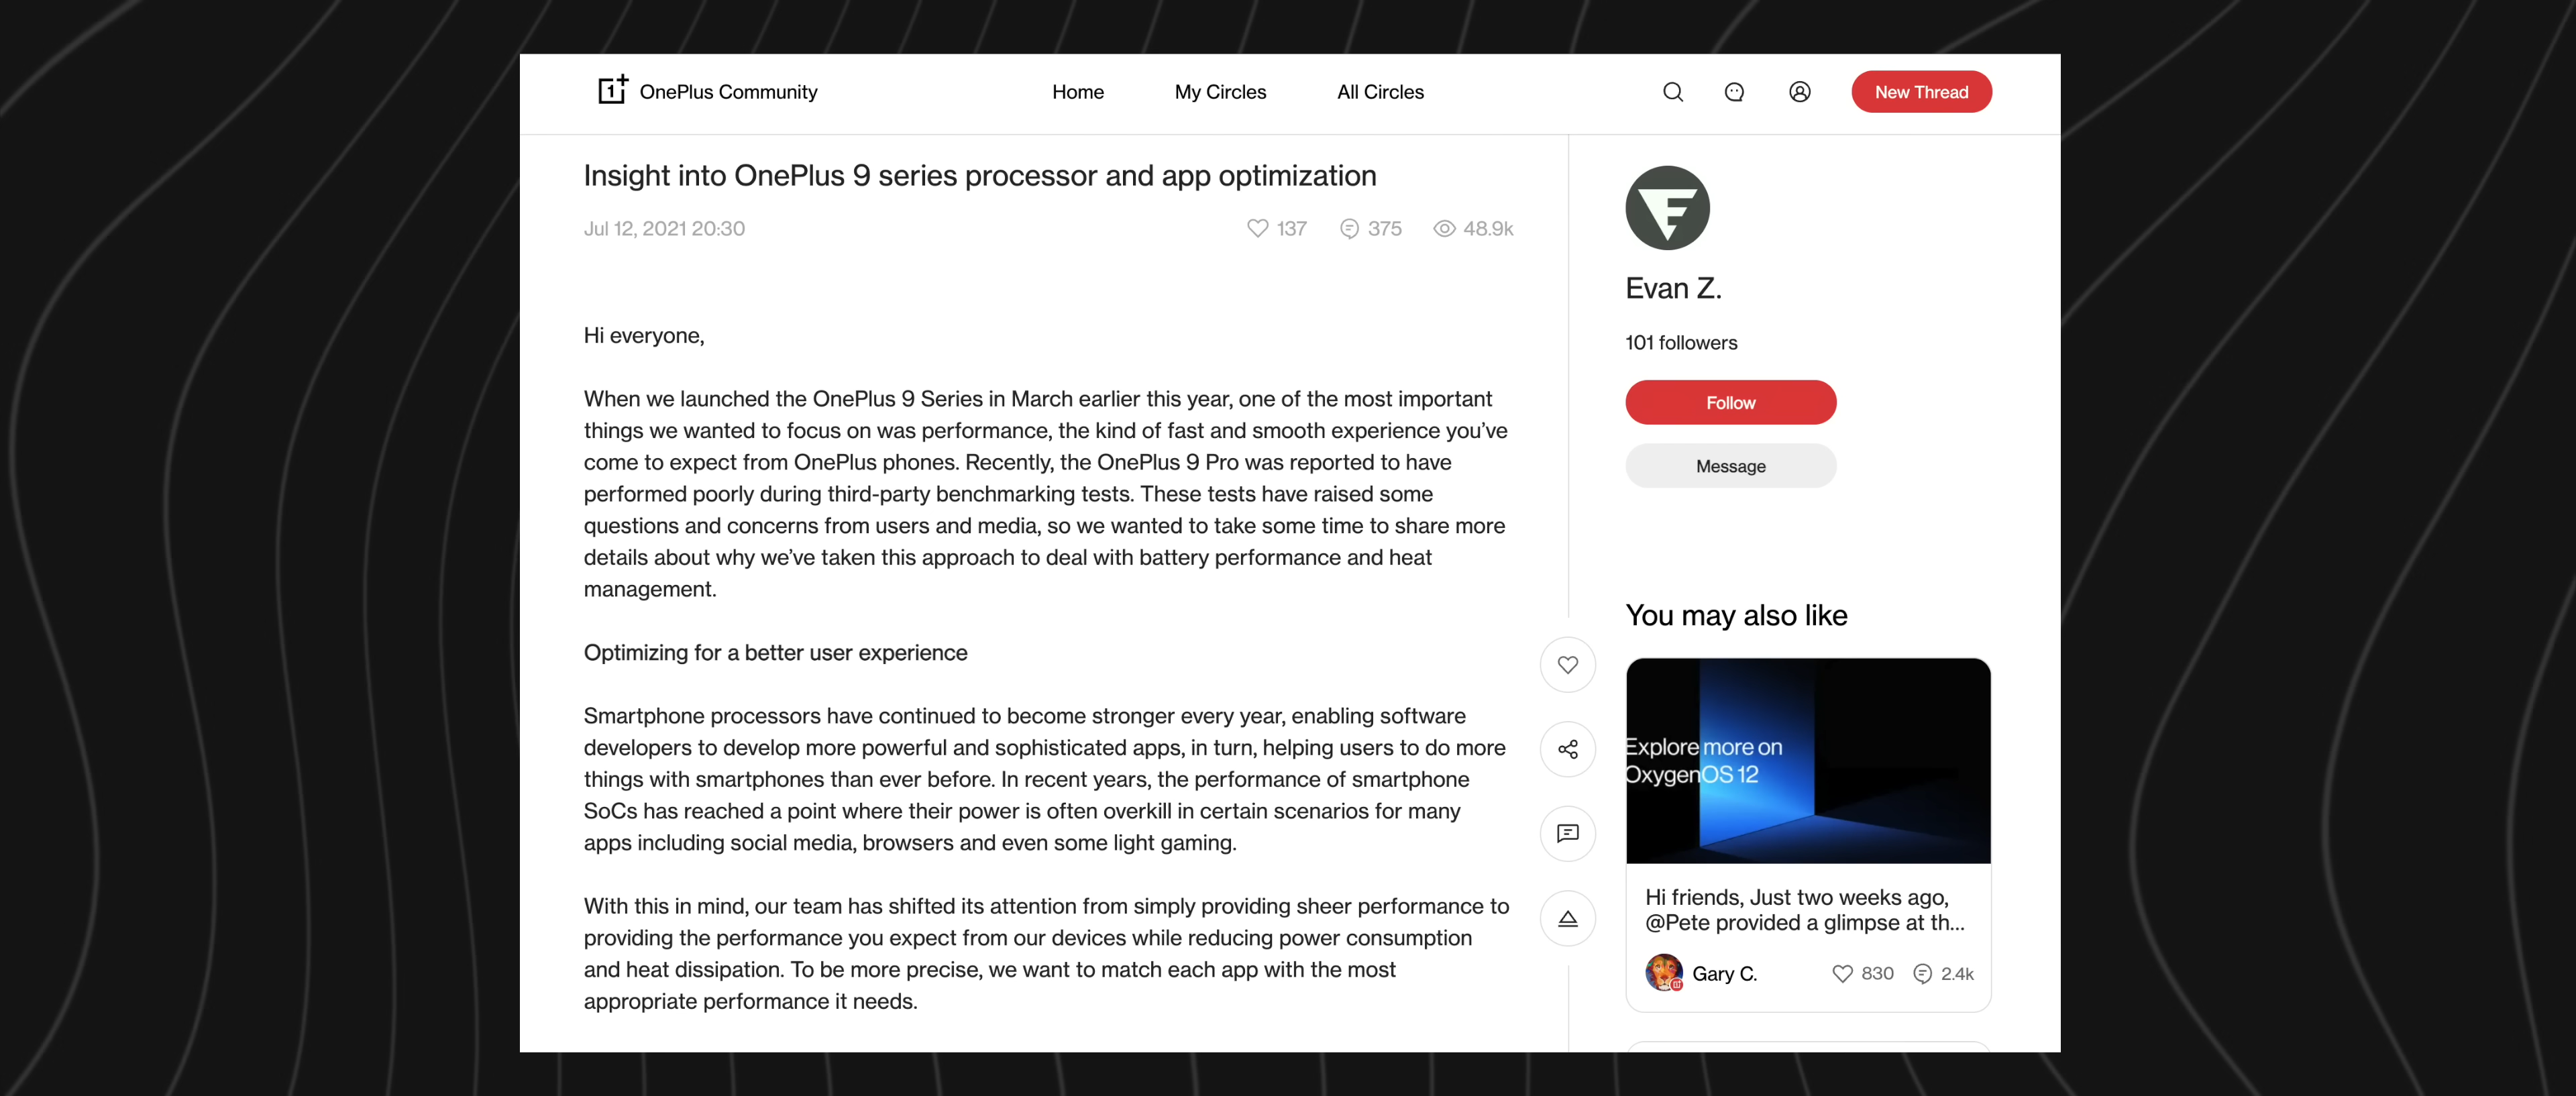 OnePlus Community
Home
My Circles
All Circles
New Thread
Insight into OnePlus 9 series processor and app optimization
Jul 12, 2021 20:30
137
375
48.9k
Hi everyone,
When we launched the OnePlus 9 Series in March earlier this year, one of the most important
things we wanted to focus on was performance, the kind of fast and smooth experience you’ve
come to expect from OnePlus phones. Recently, the OnePlus 9 Pro was reported to have
performed poorly during third-party benchmarking tests. These tests have raised some
questions and concerns from users and media, so we wanted to take some time to share more
details about why we’ve taken this approach to deal with battery performance and heat
management.
Optimizing for a better user experience
Smartphone processors have continued to become stronger every year, enabling software
developers to develop more powerful and sophisticated apps, in turn, helping users to do more
things with smartphones than ever before. In recent years, the performance of smartphone
SoCs has reached a point where their power is often overkill in certain scenarios for many
apps including social media, browsers and even some light gaming.
With this in mind, our team has shifted its attention from simply providing sheer performance to
providing the performance you expect from our devices while reducing power consumption
and heat dissipation. To be more precise, we want to match each app with the most
appropriate performance it needs.
Evan Z.
101 followers
Follow
Message
You may also like
Explore more on
OxygenOS 12
Hi friends, Just two weeks ago,
@Pete provided a glimpse at th...
Gary C.
830
2.4k